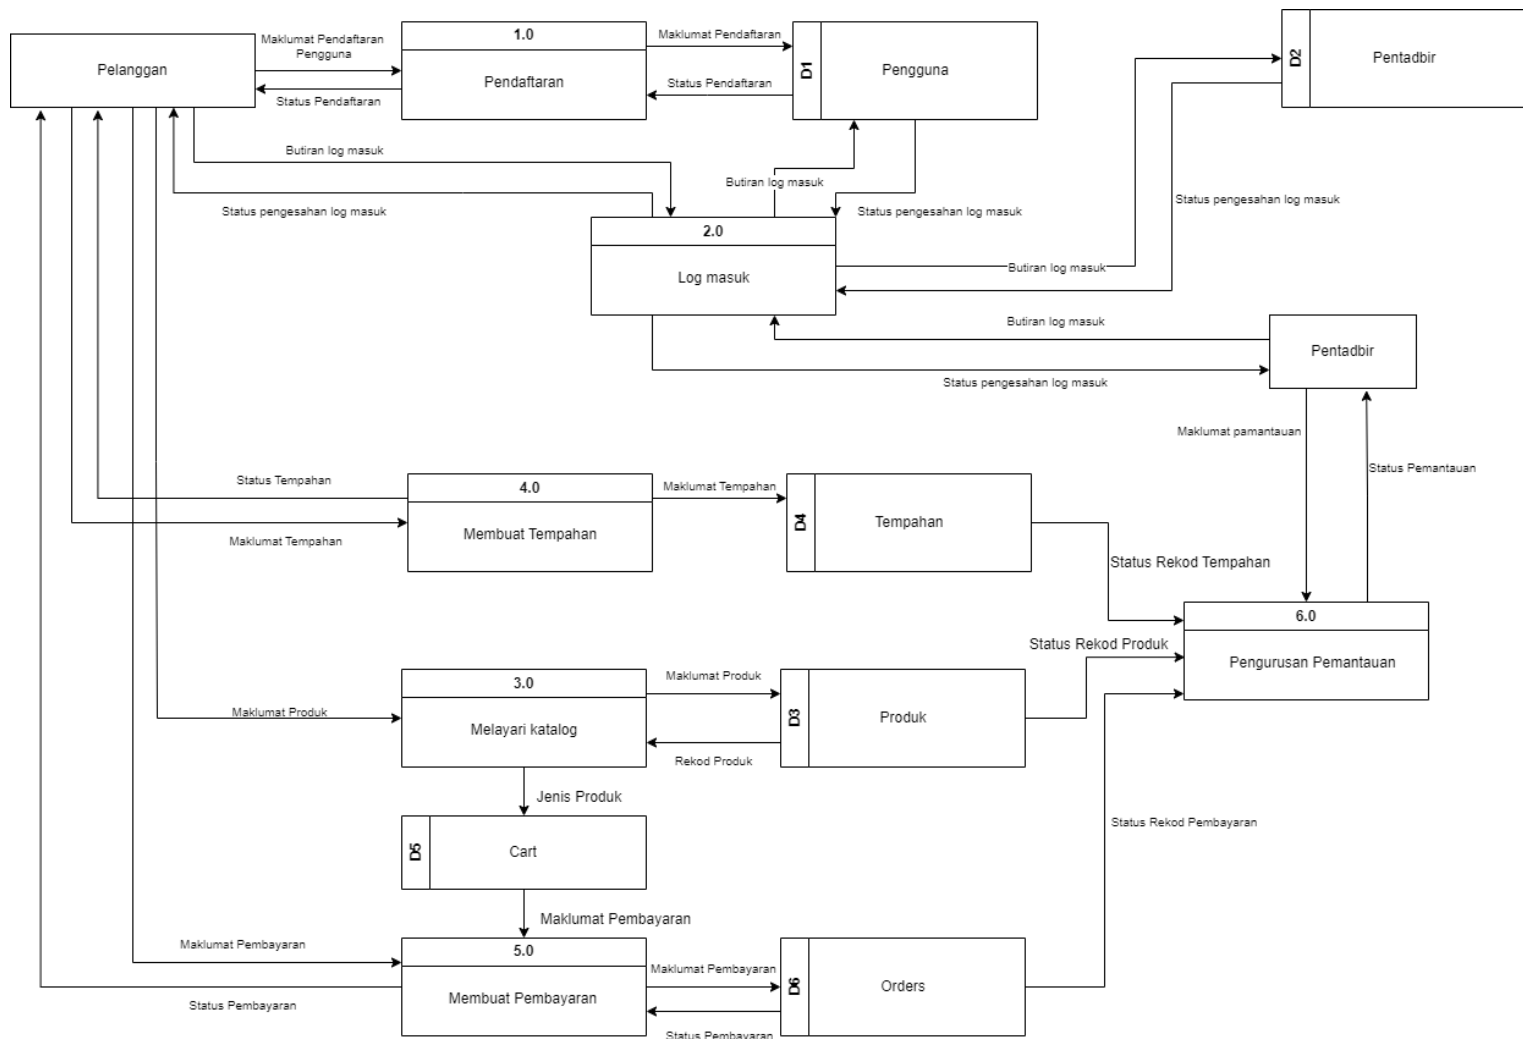 1.0
Maklumat Pendaftaran
Pengguna
Maklumat Pendaftaran
Pelanggan
Pendaftaran
D1
Pengguna
D2
Pentadbir
Status Pendaftaran
Status Pendaftaran
Butiran log masuk
Butiran log masuk
Status pengesahan log masuk
Status pengesahan log masuk
Status pengesahan log masuk
2.0
Log masuk
Butiran log masuk
Butiran log masuk
Pentadbir
Status pengesahan log masuk
Maklumat pamantauan
Status Pemantauan
Status Tempahan
4.0
Maklumat Tempahan
Membuat Tempahan
D4
Tempahan
Maklumat Tempahan
Status Rekod Tempahan
6.0
Pengurusan Pemantauan
Status Rekod Produk
3.0
Maklumat Produk
Maklumat Produk
Melayari katalog
D3
Produk
Rekod Produk
Jenis Produk
D5
Cart
Status Rekod Pembayaran
Maklumat Pembayaran
Maklumat Pembayaran
5.0
Maklumat Pembayaran
Membuat Pembayaran
D6
Orders
Status Pembayaran
Status Pembayaran